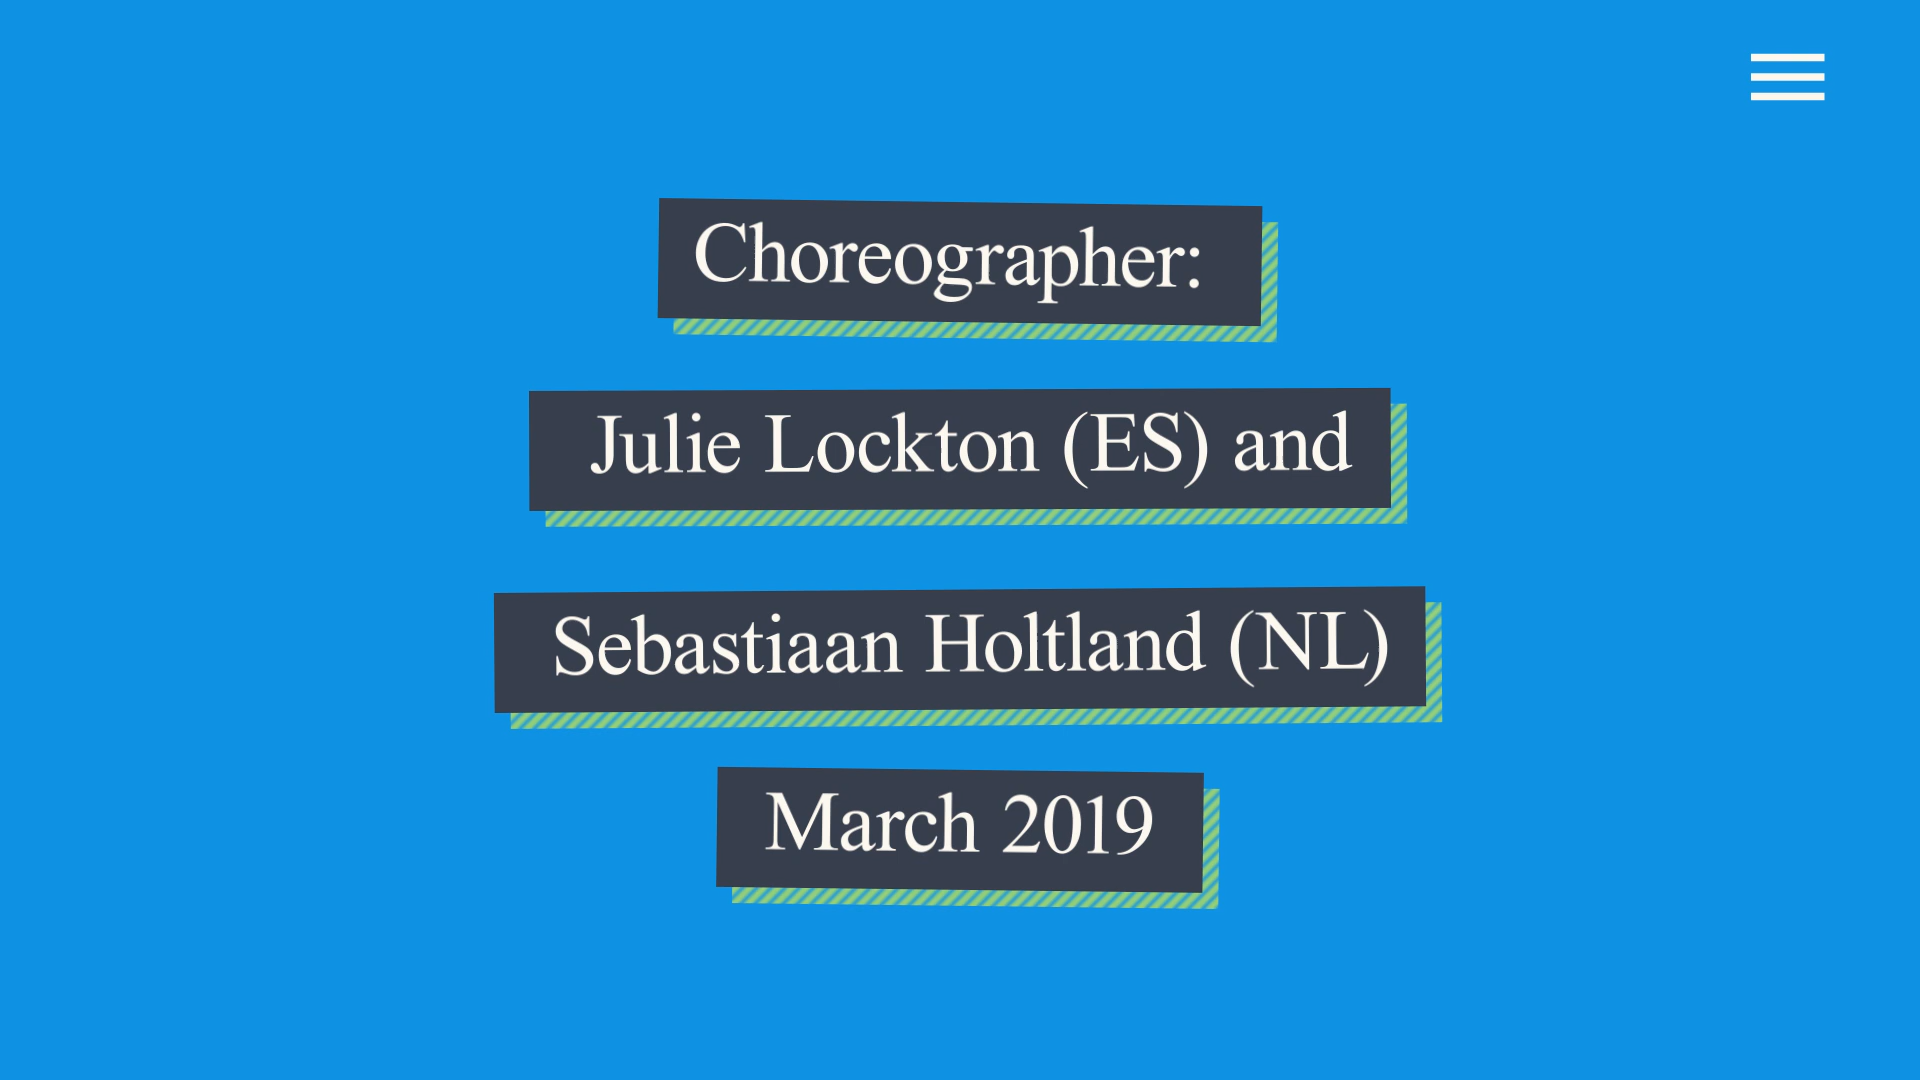 Choreographer:
Julie Lockton (ES) and
Sebastiaan Holtland (NL)
March 2019